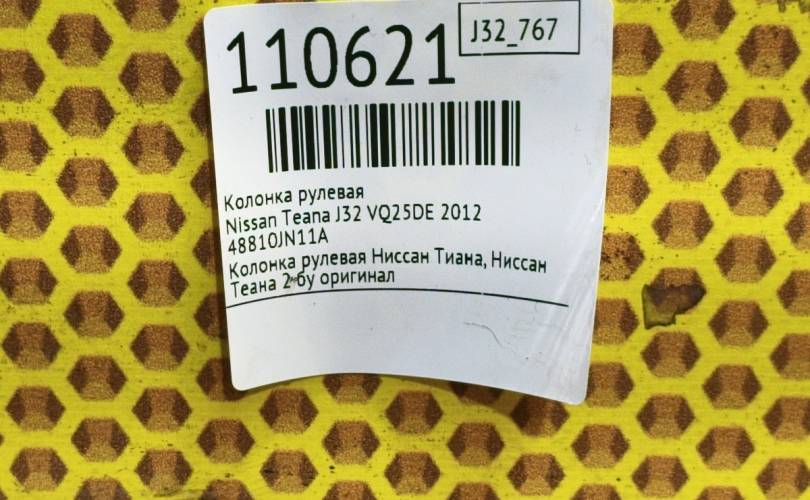 110621
J32_767
Колонка рулевая
Nissan Teana J32 VQ25DE 2012
48810JN11A
Колонка рулевая Ниссан Тиана, Ниссан
Теана 2 бу оригинал